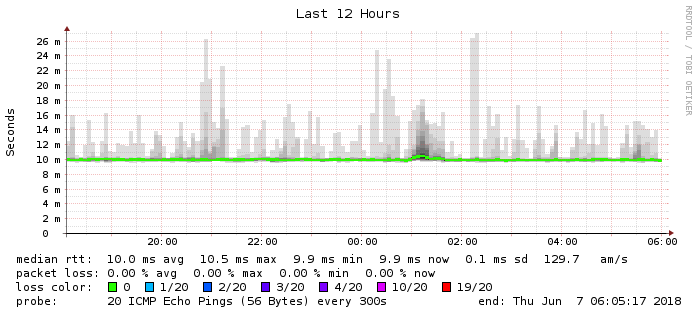 Last 12 Hours
RRDTOOL / TOBI OETIKER
Seconds
26 m
24 m
22 m
20 m
18 m
16 m
14 m
12 m
10 m
8 m
6 m
4 m
2 m
0
20:00 22:00 00:00 02:00 04:00 06:00
median rtt: 10.0 ms avg 10.5 ms max 9.9 ms min 9.9 ms now 0.1 ms sd 129.7 am/s
packet loss: 0.00 % avg 0.00 % max 0.00 % min 0.00 % now
loss color: 0 1/20 2/20 3/20 4/20 10/20 19/20
probe: 20 ICMP Echo Pings (56 Bytes) every 300s end: Thu Jun 7 06:05:17 2018